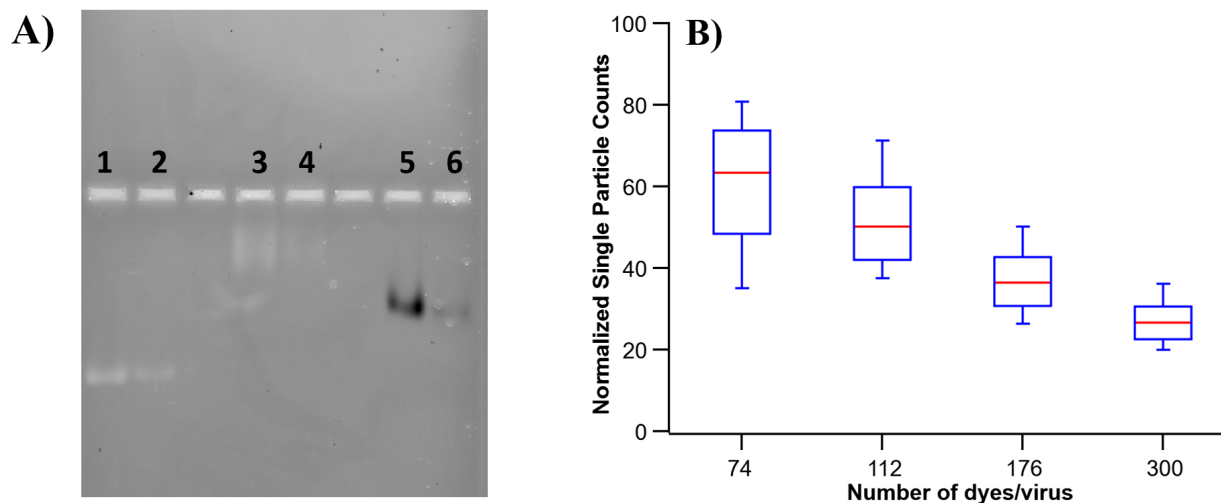 A)
1 2 3 4 5 6
B)
Normalized Single Particle Counts
100
80
60
40
20
0
74 112 176 300
Number of dyes/virus